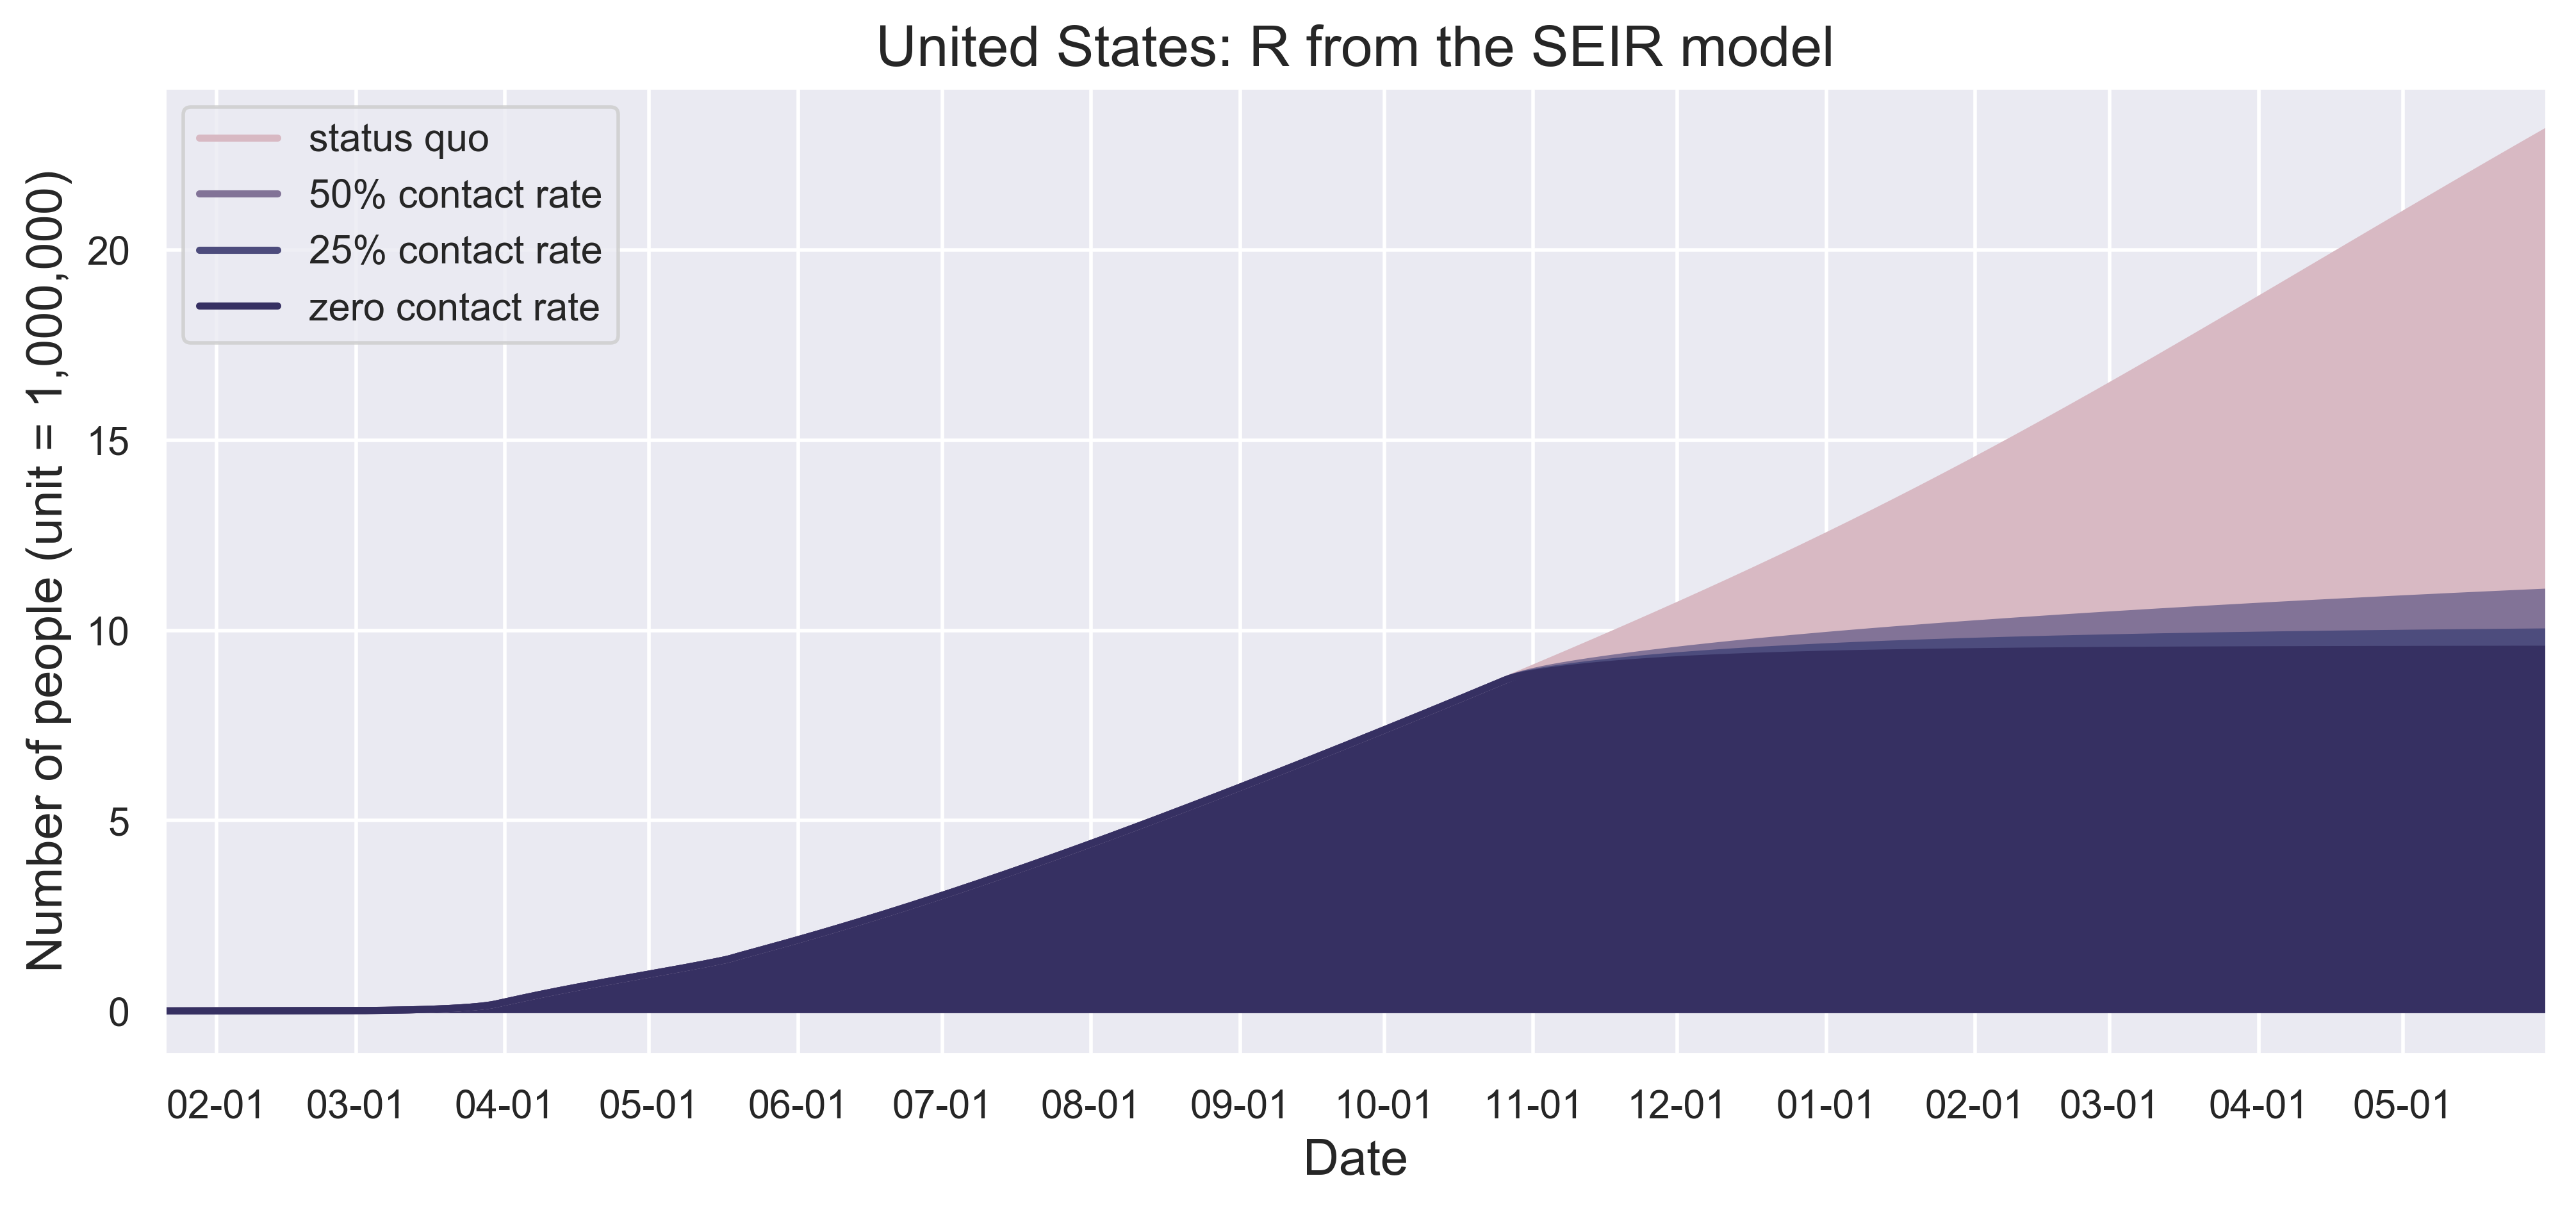 United States: R from the SEIR model
status quo
50% contact rate
25% contact rate
zero contact rate
Number of people (unit = 1,000,000)
20
15
10
5
0
02-01 03-01 04-01 05-01 06-01 07-01 08-01 09-01 10-01 11-01 12-01 01-01 02-01 03-01 04-01 05-01
Date